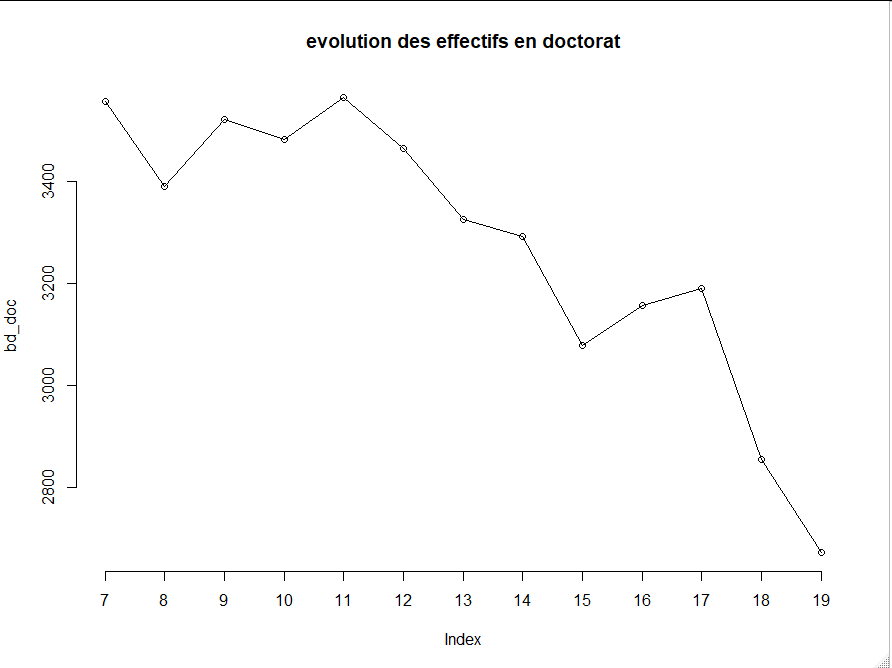 evolution des effectifs en doctorat
bd_doc
3400
3200
3000
2800
7 8 9 10 11 12 13 14 15 16 17 18 19
Index